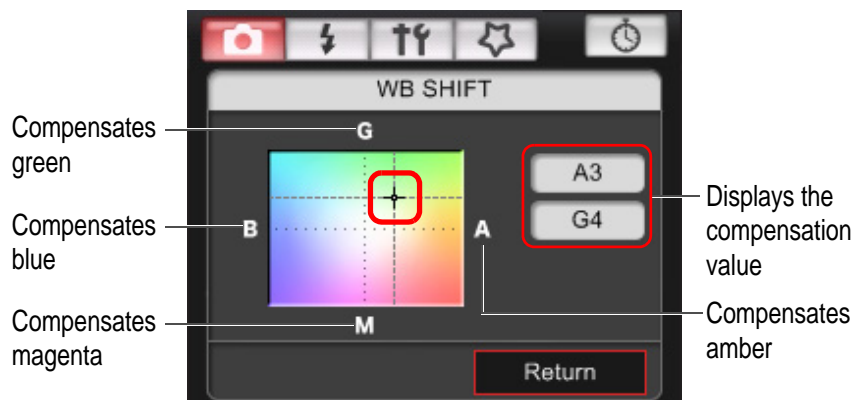 WB SHIFT
Compensates
green
G
A3
G4
Displays the
compensation
value
Compensates
blue
B
A
Compensates
magenta
M
Compensates
amber
Return